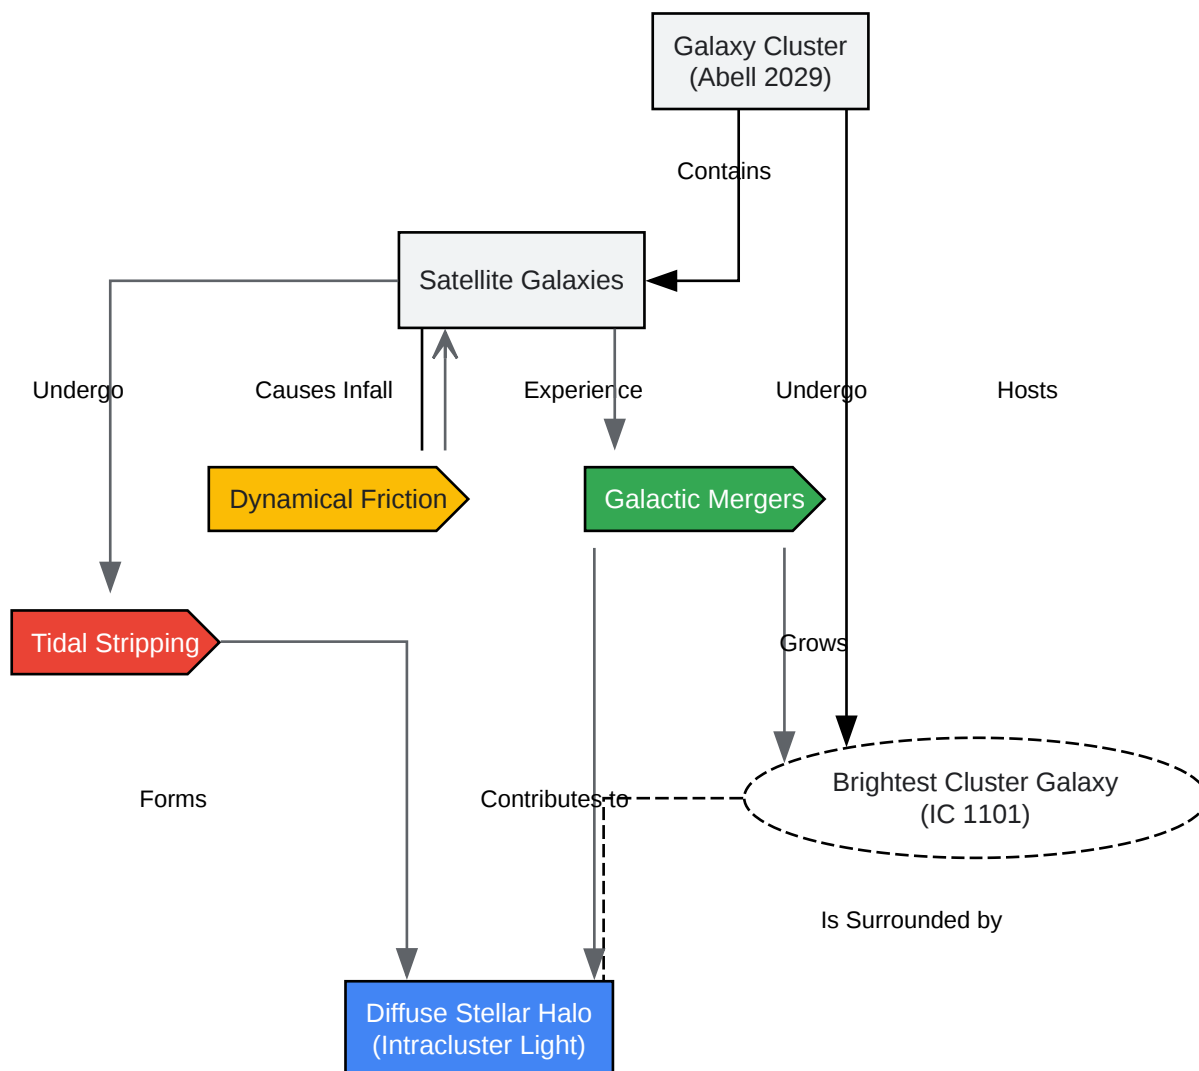 Galaxy Cluster
(Abell 2029)
Contains
Satellite Galaxies
Undergo
Causes Infall
Experience
Undergo
Hosts
Dynamical Friction
Galactic Mergers
Tidal Stripping
Grows
Brightest Cluster Galaxy
(IC 1101)
Forms
Contributes to
Is Surrounded by
Diffuse Stellar Halo
(Intracluster Light)